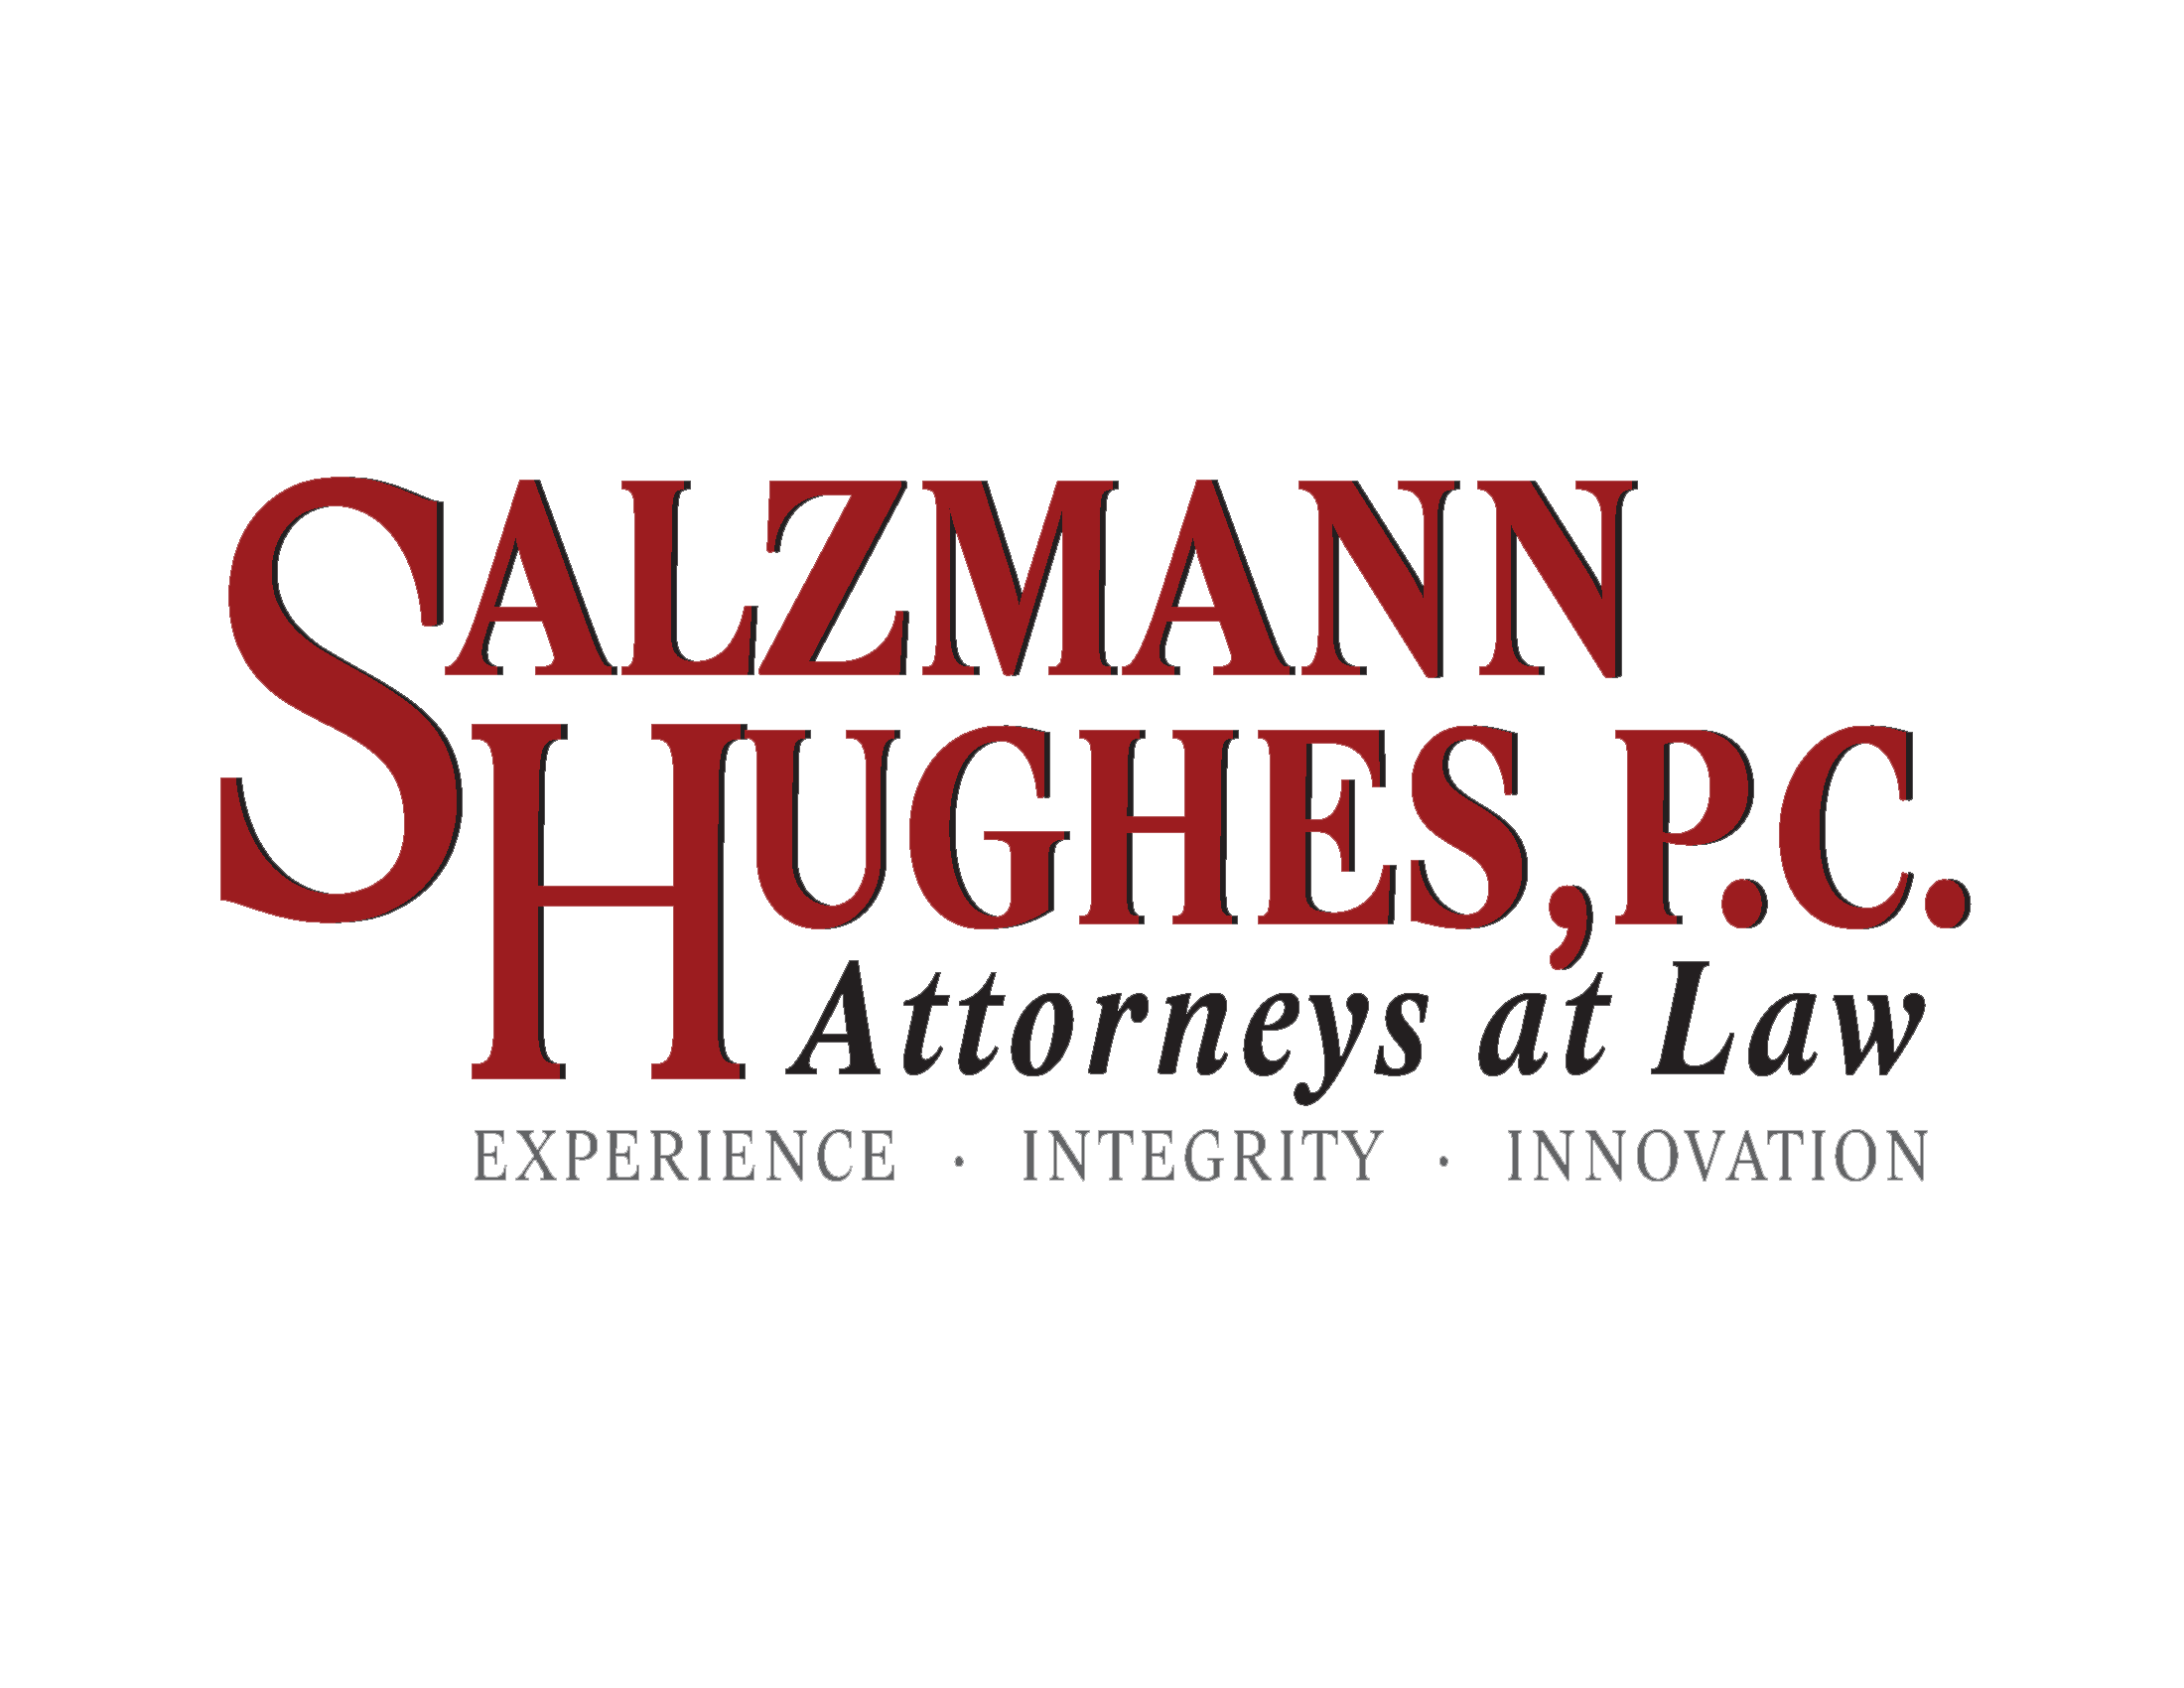 SALZMANN
HUGHES, P.C.
Attorneys at Law
EXPERIENCE · INTEGRITY · INNOVATION